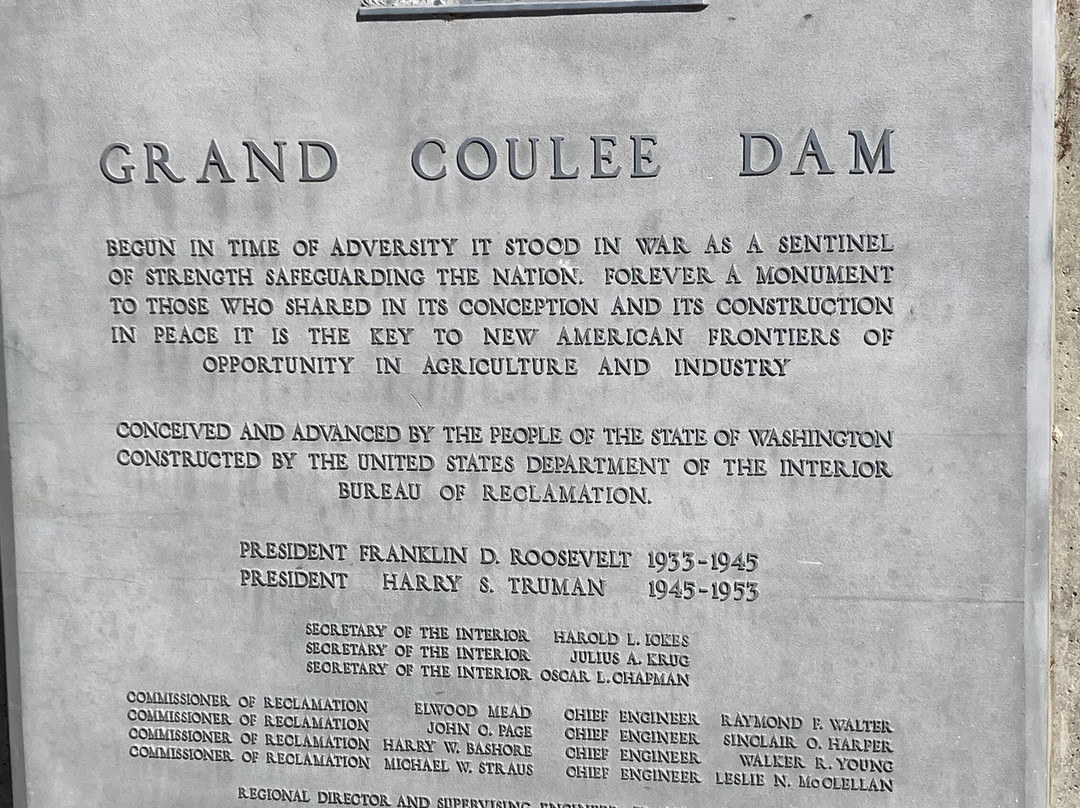 GRAND COULEE DAM
BEGUN IN TIME OF ADVERSITY IT STOOD IN WAR AS A SENTINEL
OF STRENGTH SAFEGUARDING THE NATION. FOREVER A MONUMENT
TO THOSE WHO SHARED IN ITS CONCEPTION AND ITS CONSTRUCTION
IN PEACE IT IS THE KEY TO NEW AMERICAN FRONTIERS OF
OPPORTUNITY IN AGRICULTURE AND INDUSTRY
CONCEIVED AND ADVANCED BY THE PEOPLE OF THE STATE OF WASHINGTON
CONSTRUCTED BY THE UNITED STATES DEPARTMENT OF THE INTERIOR
BUREAU OF RECLAMATION.
PRESIDENT FRANKLIN D. ROOSEVELT 1933-1945
PRESIDENT HARRY S. TRUMAN 1945-1953
SECRETARY OF THE INTERIOR HAROLD L. ICKES
SECRETARY OF THE INTERIOR JULIUS A. KRUG
SECRETARY OF THE INTERIOR OSCAR L. CHAPMAN
COMMISSIONER OF RECLAMATION ELWOOD MEAD CHIEF ENGINEER RAYMOND F. WALTER
COMMISSIONER OF RECLAMATION JOHN C. PAGE CHIEF ENGINEER SINCLAIR O. HARPER
COMMISSIONER OF RECLAMATION HARRY W. BASHORE CHIEF ENGINEER WALKER R. YOUNG
COMMISSIONER OF RECLAMATION MICHAEL W. STRAUS CHIEF ENGINEER LESLIE N. McCLELLAN
REGIONAL DIRECTOR AND SUPERVISING ENGINEER